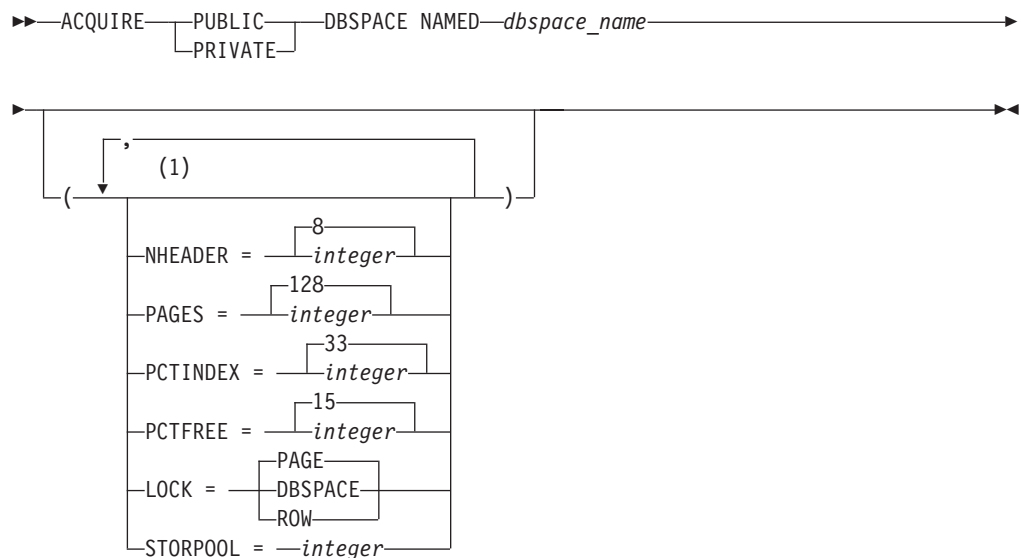 ACQUIRE PUBLIC DBSPACE NAMED dbspace_name
PRIVATE
,
(1)
( )
8
NHEADER = integer
128
PAGES = integer
33
PCTINDEX = integer
15
PCTFREE = integer
PAGE
LOCK = DBSPACE
ROW
STORPOOL = integer